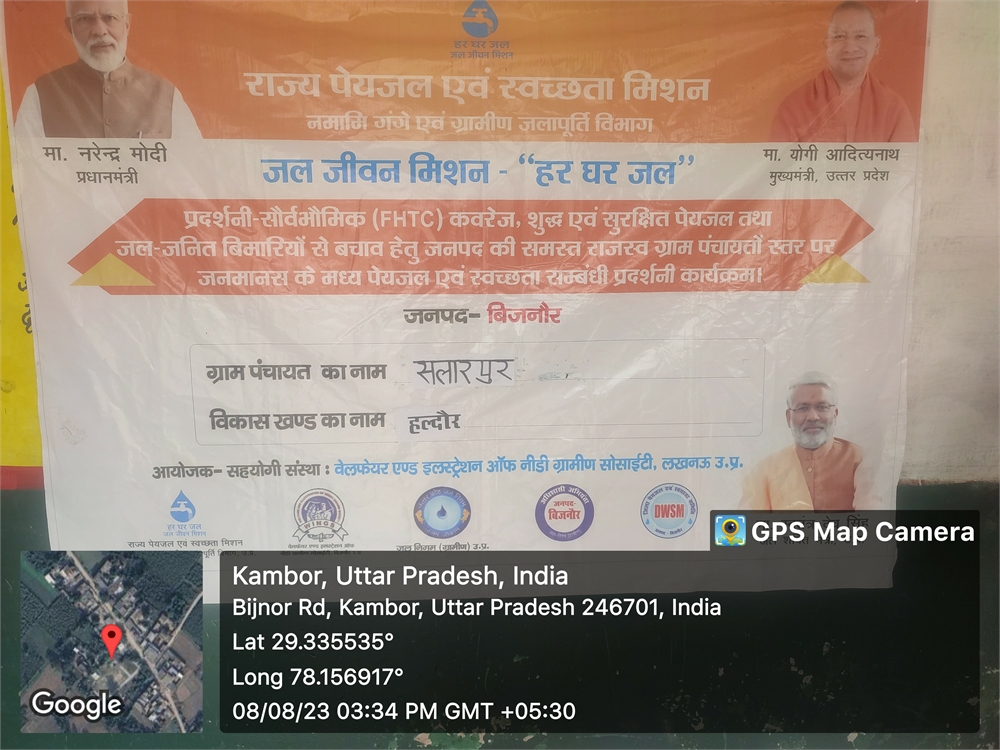 हर घर जल
जल जीवन मिशन
राज्य पेयजल एवं स्वच्छता मिशन
नमामि गंगे एवं ग्रामीण जलापूर्ति विभाग
मा. नरेन्द्र मोदी
प्रधानमंत्री
जल जीवन मिशन - "हर घर जल"
मा. योगी आदित्यनाथ
मुख्यमंत्री, उत्तर प्रदेश
प्रदर्शनी-सौर्वभौमिक (FHTC) कवरेज, शुद्ध एवं सुरक्षित पेयजल तथा
जल-जनित बिमारियों से बचाव हेतु जनपद की समस्त राजस्व ग्राम पंचायतों स्तर पर
जनमानस के मध्य पेयजल एवं स्वच्छता सम्बंधी प्रदर्शनी कार्यक्रम।
जनपद- बिजनौर
ग्राम पंचायत का नाम सलारपुर
विकास खण्ड का नाम हल्दौर
आयोजक- सहयोगी संस्था : वेलफेयर एण्ड इलस्ट्रेशन ऑफ नीडी ग्रामीण सोसाईटी, लखनऊ उ.प्र.
हर घर जल
जल जीवन मिशन
राज्य पेयजल एवं स्वच्छता मिशन
WINGS
जल निगम (ग्रामीण) उ.प्र.
जनपद
बिजनौर
DWSM
GPS Map Camera
Kambor, Uttar Pradesh, India
Bijnor Rd, Kambor, Uttar Pradesh 246701, India
Lat 29.335535°
Long 78.156917°
08/08/23 03:34 PM GMT +05:30
Google